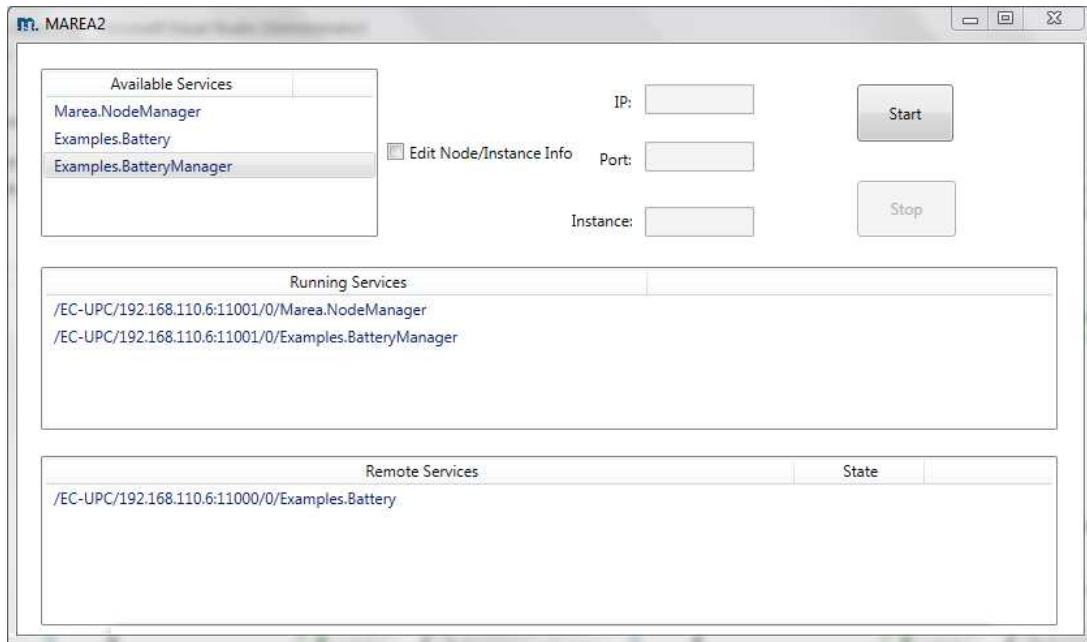 m. MAREA2
Available Services
Marea.NodeManager
Examples.Battery
Examples.BatteryManager
Edit Node/Instance Info
IP:
Port:
Instance:
Start
Stop
Running Services
/EC-UPC/192.168.110.6:11001/0/Marea.NodeManager
/EC-UPC/192.168.110.6:11001/0/Examples.BatteryManager
Remote Services State
/EC-UPC/192.168.110.6:11000/0/Examples.Battery